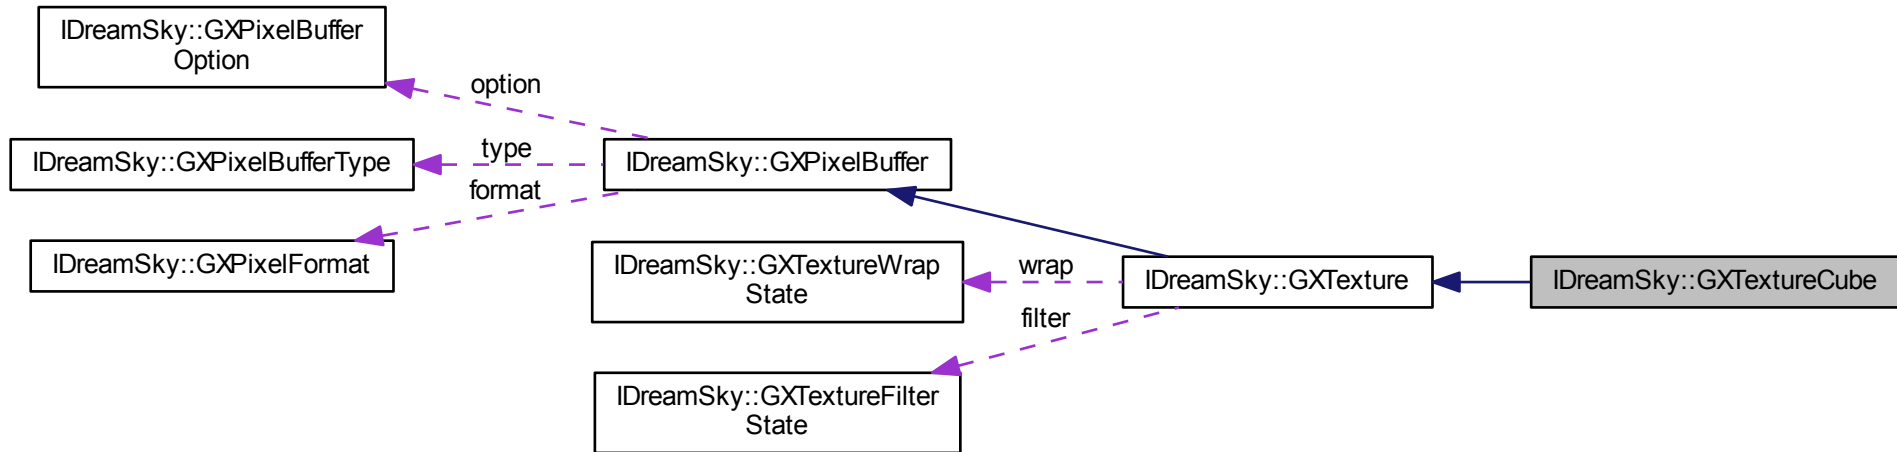 IDreamSky::GXPixelBuffer
Option
option
IDreamSky::GXPixelBufferType
type
IDreamSky::GXPixelBuffer
format
IDreamSky::GXPixelFormat
IDreamSky::GXTextureWrap
State
wrap
IDreamSky::GXTexture
IDreamSky::GXTextureCube
filter
IDreamSky::GXTextureFilter
State